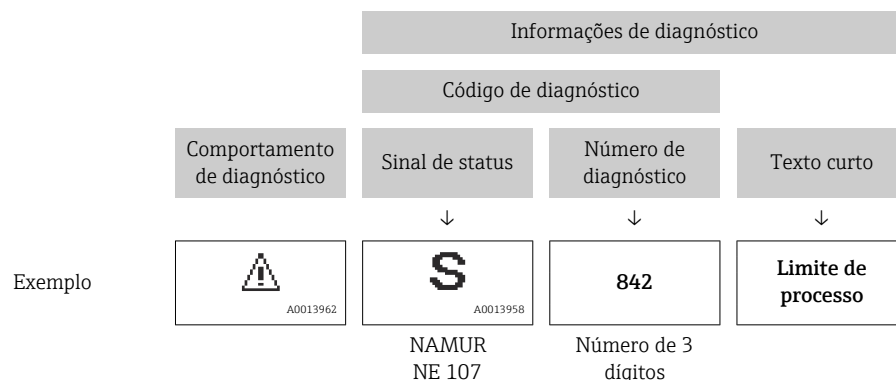 Informações de diagnóstico
Código de diagnóstico
Comportamento
de diagnóstico
Sinal de status
Número de
diagnóstico
Texto curto
↓ ↓ ↓
Exemplo
A0013962
S
A0013958
842
Limite de
processo
NAMUR
NE 107
Número de 3
dígitos